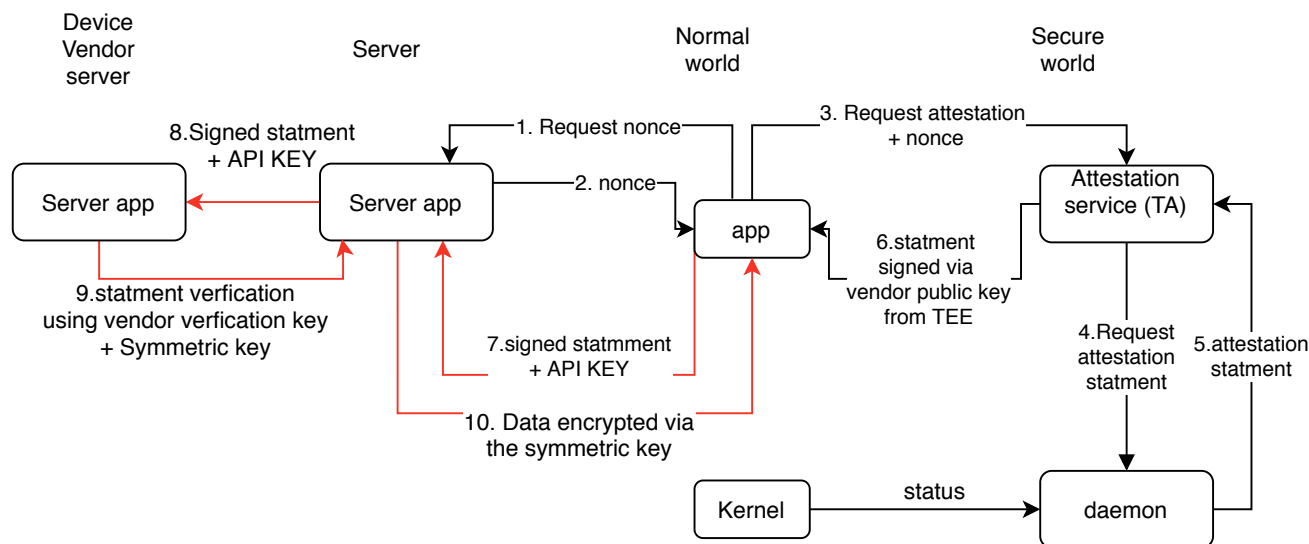 Device
Vendor
server
Server
Normal
world
Secure
world
8.Signed statment
+ API KEY
1. Request nonce
3. Request attestation
+ nonce
2. nonce
Server app
Server app
app
Attestation
service (TA)
6.statment
signed via
vendor public key
from TEE
9.statment verfication
using vendor verfication key
+ Symmetric key
7.signed statmment
+ API KEY
4.Request
attestation
statment
5.attestation
statment
10. Data encrypted via
the symmetric key
Kernel
status
daemon